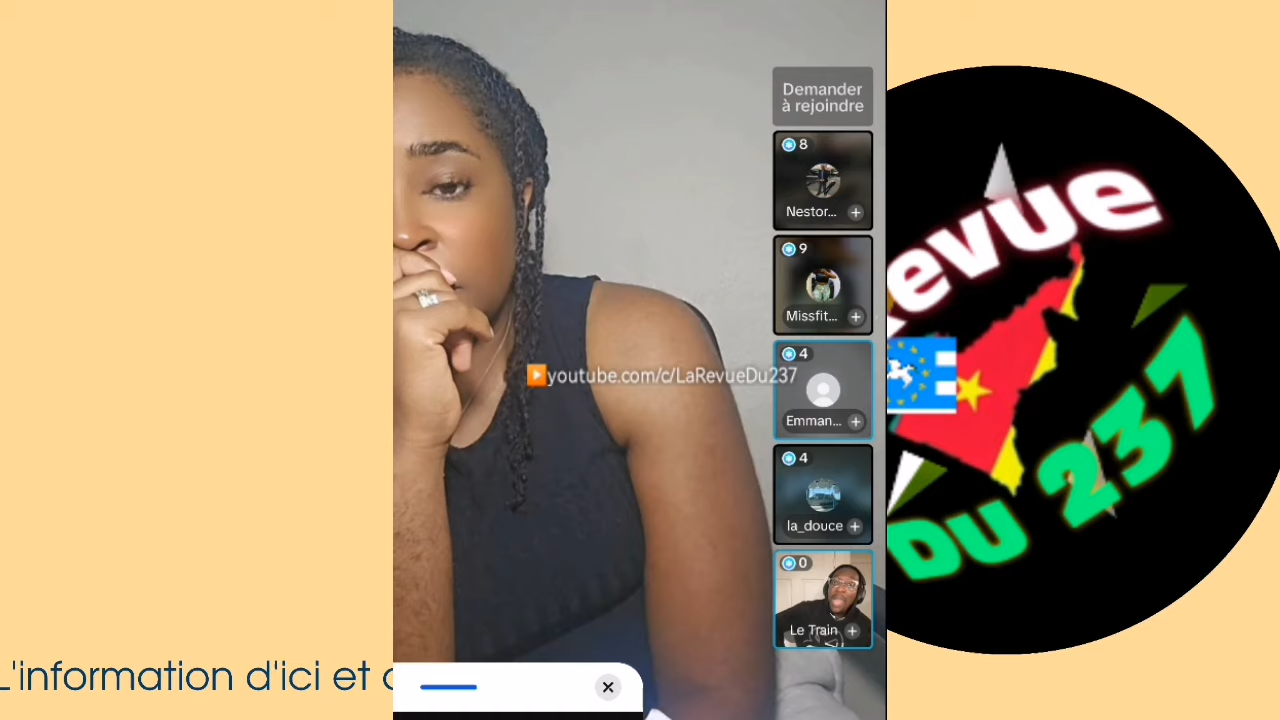 Demander
à rejoindre
8
Nestor...
9
Missfit...
youtube.com/c/LaRevueDu237
4
Emman...
4
la_douce
0
Le Train
evue
Du 237
L'information d'ici et